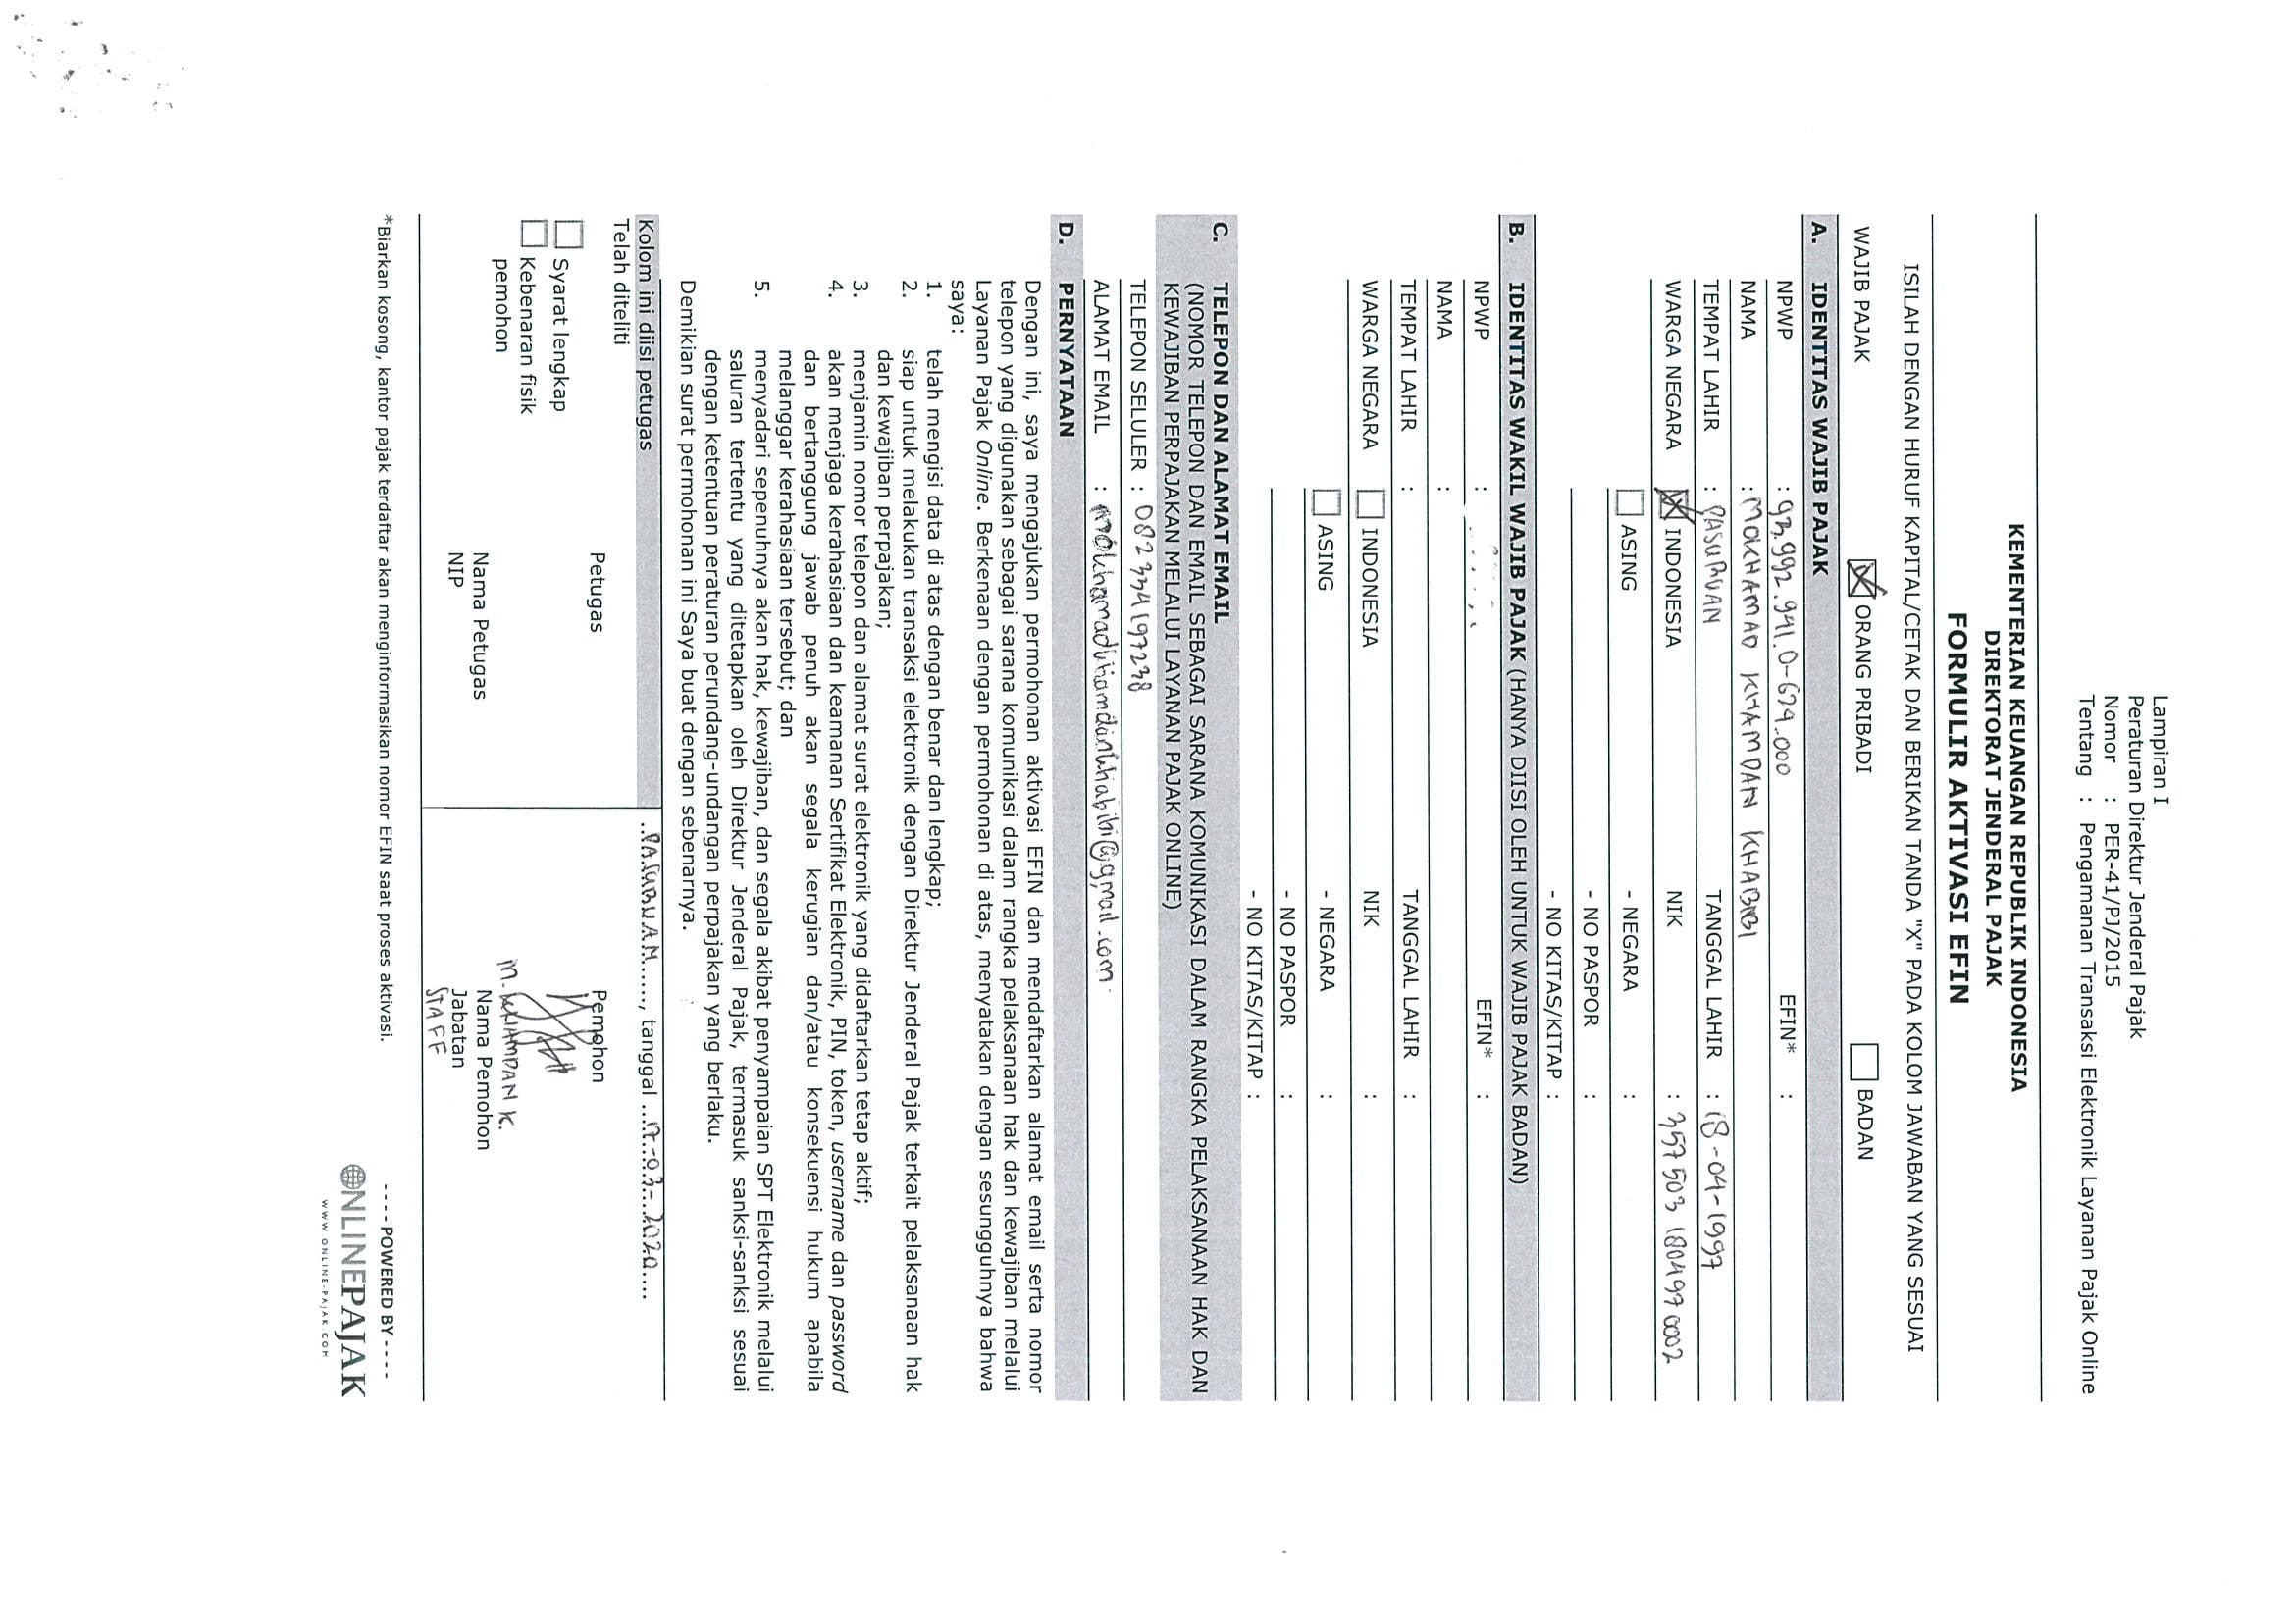 Lampiran I
Peraturan Direktur Jenderal Pajak
Nomor : PER-41/PJ/2015
Tentang : Pengamanan Transaksi Elektronik Layanan Pajak Online
KEMENTERIAN KEUANGAN REPUBLIK INDONESIA
DIREKTORAT JENDERAL PAJAK
FORMULIR AKTIVASI EFIN
ISILAH DENGAN HURUF KAPITAL/CETAK DAN BERIKAN TANDA "X" PADA KOLOM JAWABAN YANG SESUAI
WAJIB PAJAK X ORANG PRIBADI BADAN
A. IDENTITAS WAJIB PAJAK
NPWP : 93.992.941.0-629.000 EFIN* :
NAMA : MOKHAMAD KHAMDAN KHABIBI
TEMPAT LAHIR : PASURUAN TANGGAL LAHIR : 18-04-1997
WARGA NEGARA : X INDONESIA NIK : 357503 180497 0002
ASING - NEGARA :
- NO PASPOR :
- NO KITAS/KITAP :
B. IDENTITAS WAKIL WAJIB PAJAK (HANYA DIISI OLEH UNTUK WAJIB PAJAK BADAN)
NPWP : EFIN* :
NAMA :
TEMPAT LAHIR : TANGGAL LAHIR :
WARGA NEGARA INDONESIA NIK :
ASING - NEGARA :
- NO PASPOR :
- NO KITAS/KITAP :
C. TELEPON DAN ALAMAT EMAIL
(NOMOR TELEPON DAN EMAIL SEBAGAI SARANA KOMUNIKASI DALAM RANGKA PELAKSANAAN HAK DAN
KEWAJIBAN PERPAJAKAN MELALUI LAYANAN PAJAK ONLINE)
TELEPON SELULER : 082334197238
ALAMAT EMAIL :
D. PERNYATAAN
Dengan ini, saya mengajukan permohonan aktivasi EFIN dan mendaftarkan alamat email serta nomor
telepon yang digunakan sebagai sarana komunikasi dalam rangka pelaksanaan hak dan kewajiban melalui
Layanan Pajak Online. Berkenaan dengan permohonan di atas, menyatakan dengan sesungguhnya bahwa
saya:
1. telah mengisi data di atas dengan benar dan lengkap;
2. siap untuk melakukan transaksi elektronik dengan Direktur Jenderal Pajak terkait pelaksanaan hak
dan kewajiban perpajakan;
3. menjamin nomor telepon dan alamat surat elektronik yang didaftarkan tetap aktif;
4. akan menjaga kerahasiaan dan keamanan Sertifikat Elektronik, PIN, token, username dan password
dan bertanggung jawab penuh akan segala kerugian dan/atau konsekuensi hukum apabila
melanggar kerahasiaan tersebut; dan
5. menyadari sepenuhnya akan hak, kewajiban, dan segala akibat penyampaian SPT Elektronik melalui
saluran tertentu yang ditetapkan oleh Direktur Jenderal Pajak, termasuk sanksi-sanksi sesuai
dengan ketentuan peraturan perundang-undangan perpajakan yang berlaku.
Demikian surat permohonan ini Saya buat dengan sebenarnya.
Kolom ini diisi petugas
Telah diteliti
Syarat lengkap
Kebenaran fisik
pemohon
Petugas
Nama Petugas
NIP
..PASURUAN......, tanggal ...17-03-2020....
Pemohon
M. KHAMDAN K.
Nama Pemohon
Jabatan
STAFF
*Biarkan kosong, kantor pajak terdaftar akan menginformasikan nomor EFIN saat proses aktivasi.
- - - - POWERED BY - - - -
ONLINEPAJAK
WWW.ONLINE-PAJAK.COM